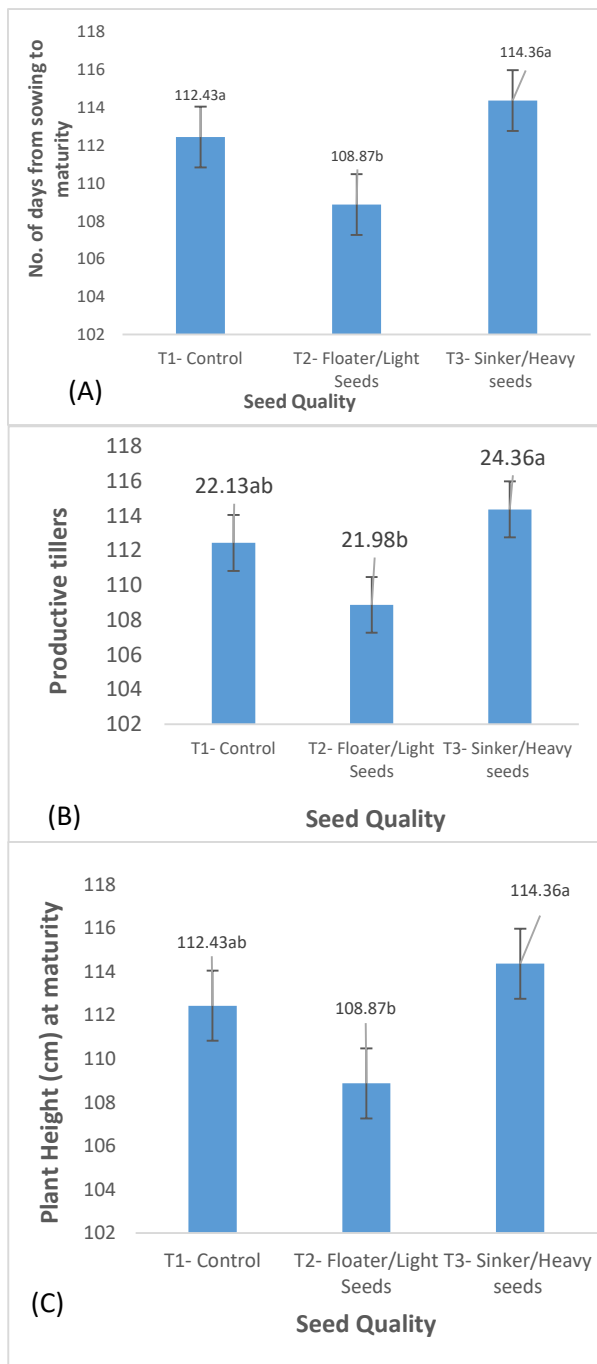 118
116
114
112
110
108
106
104
102
No. of days from sowing to
maturity
112.43a
108.87b
114.36a
T1- Control
T2- Floater/Light
Seeds
T3- Sinker/Heavy
seeds
Seed Quality
(A)
118
116
114
112
110
108
106
104
102
Productive tillers
22.13ab
21.98b
24.36a
T1- Control
T2- Floater/Light
Seeds
T3- Sinker/Heavy
seeds
Seed Quality
(B)
118
116
114
112
110
108
106
104
102
Plant Height (cm) at maturity
112.43ab
108.87b
114.36a
T1- Control
T2- Floater/Light
Seeds
T3- Sinker/Heavy
seeds
Seed Quality
(C)